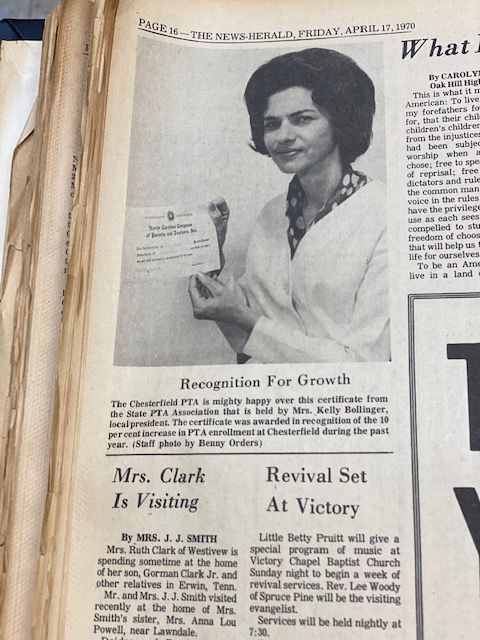 PAGE 16 — THE NEWS-HERALD, FRIDAY, APRIL 17, 1970
North Carolina Congress
of Parents and Teachers, Inc.
Recognition For Growth
The Chesterfield PTA is mighty happy over this certificate from
the State PTA Association that is held by Mrs. Kelly Bollinger,
local president. The certificate was awarded in recognition of the 10
per cent increase in PTA enrollment at Chesterfield during the past
year. (Staff photo by Benny Orders)
Mrs. Clark
Is Visiting
By MRS. J. J. SMITH
Mrs. Ruth Clark of Westivew is
spending sometime at the home
of her son, Gorman Clark Jr. and
other relatives in Erwin, Tenn.
Mr. and Mrs. J. J. Smith visited
recently at the home of Mrs.
Smith's sister, Mrs. Anna Lou
Powell, near Lawndale.
Revival Set
At Victory
Little Betty Pruitt will give a
special program of music at
Victory Chapel Baptist Church
Sunday night to begin a week of
revival services. Rev. Lee Woody
of Spruce Pine will be the visiting
evangelist.
Services will be held nightly at
7:30.
What
By CAROLYN
Oak Hill Hig
This is what it m
American: To live
my forefathers fo
for, that their chil
children's children
from the injustices
had been subjec
worship when a
chose; free to spea
of reprisal; free
dictators and rule
the common man
voice in the rules
have the privilege
use as each sees
compelled to stu
freedom of choos
that will help us t
life for ourselves
To be an Ame
live in a land